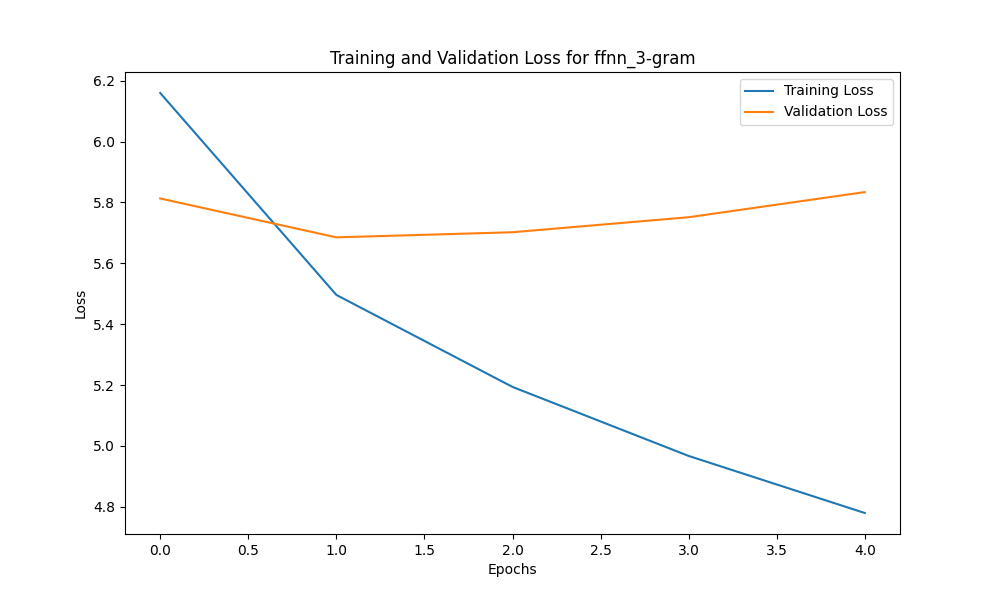 Training and Validation Loss for ffnn_3-gram
Training Loss
Validation Loss
6.2
6.0
5.8
5.6
5.4
5.2
5.0
4.8
Loss
0.0 0.5 1.0 1.5 2.0 2.5 3.0 3.5 4.0
Epochs